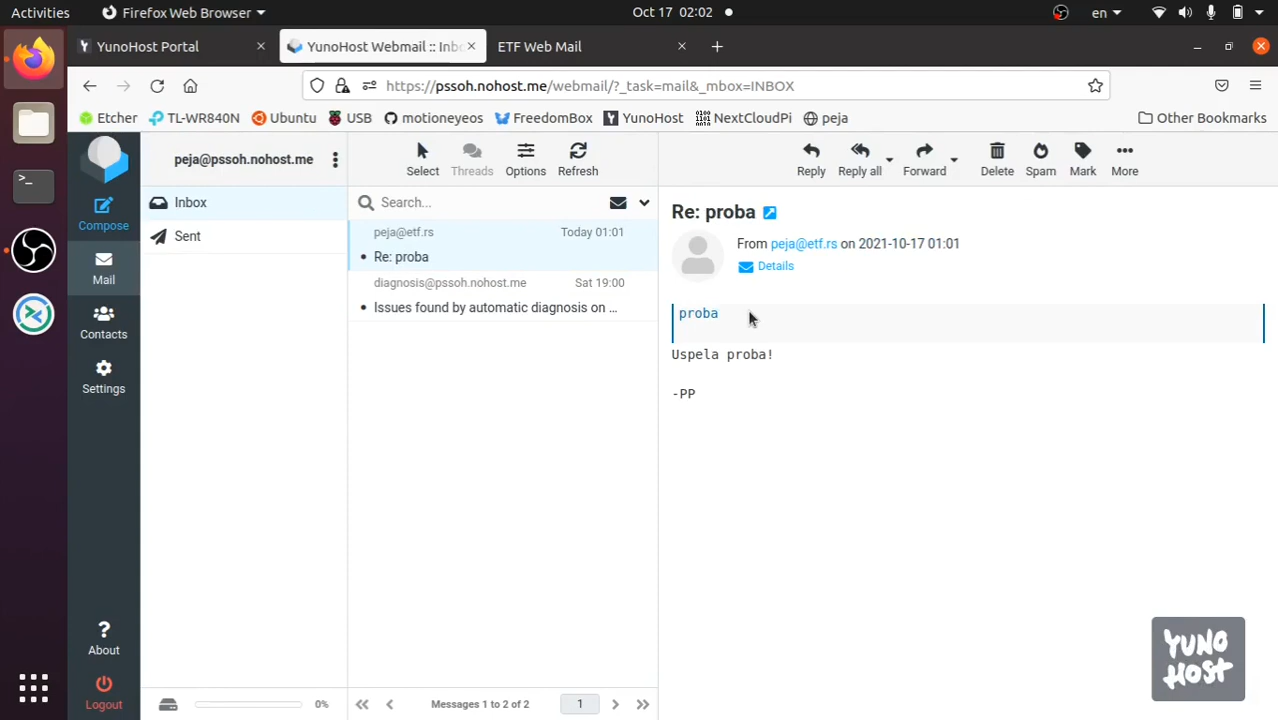 Activities
Firefox Web Browser
Oct 17 02:02
en
YunoHost Portal
YunoHost Webmail :: Inb
ETF Web Mail
https://pssoh.nohost.me/webmail/?_task=mail&_mbox=INBOX
Etcher
TL-WR840N
Ubuntu
USB
motioneyeos
FreedomBox
YunoHost
NextCloudPi
peja
Other Bookmarks
Compose
Mail
Contacts
Settings
About
Logout
peja@pssoh.nohost.me
Inbox
Sent
0%
Select
Threads
Options
Refresh
Search...
peja@etf.rs Today 01:01
Re: proba
diagnosis@pssoh.nohost.me Sat 19:00
Issues found by automatic diagnosis on ...
Messages 1 to 2 of 2
1
Reply
Reply all
Forward
Delete
Spam
Mark
More
Re: proba
From peja@etf.rs on 2021-10-17 01:01
Details
proba
Uspela proba!
-PP
YUNO
HOST